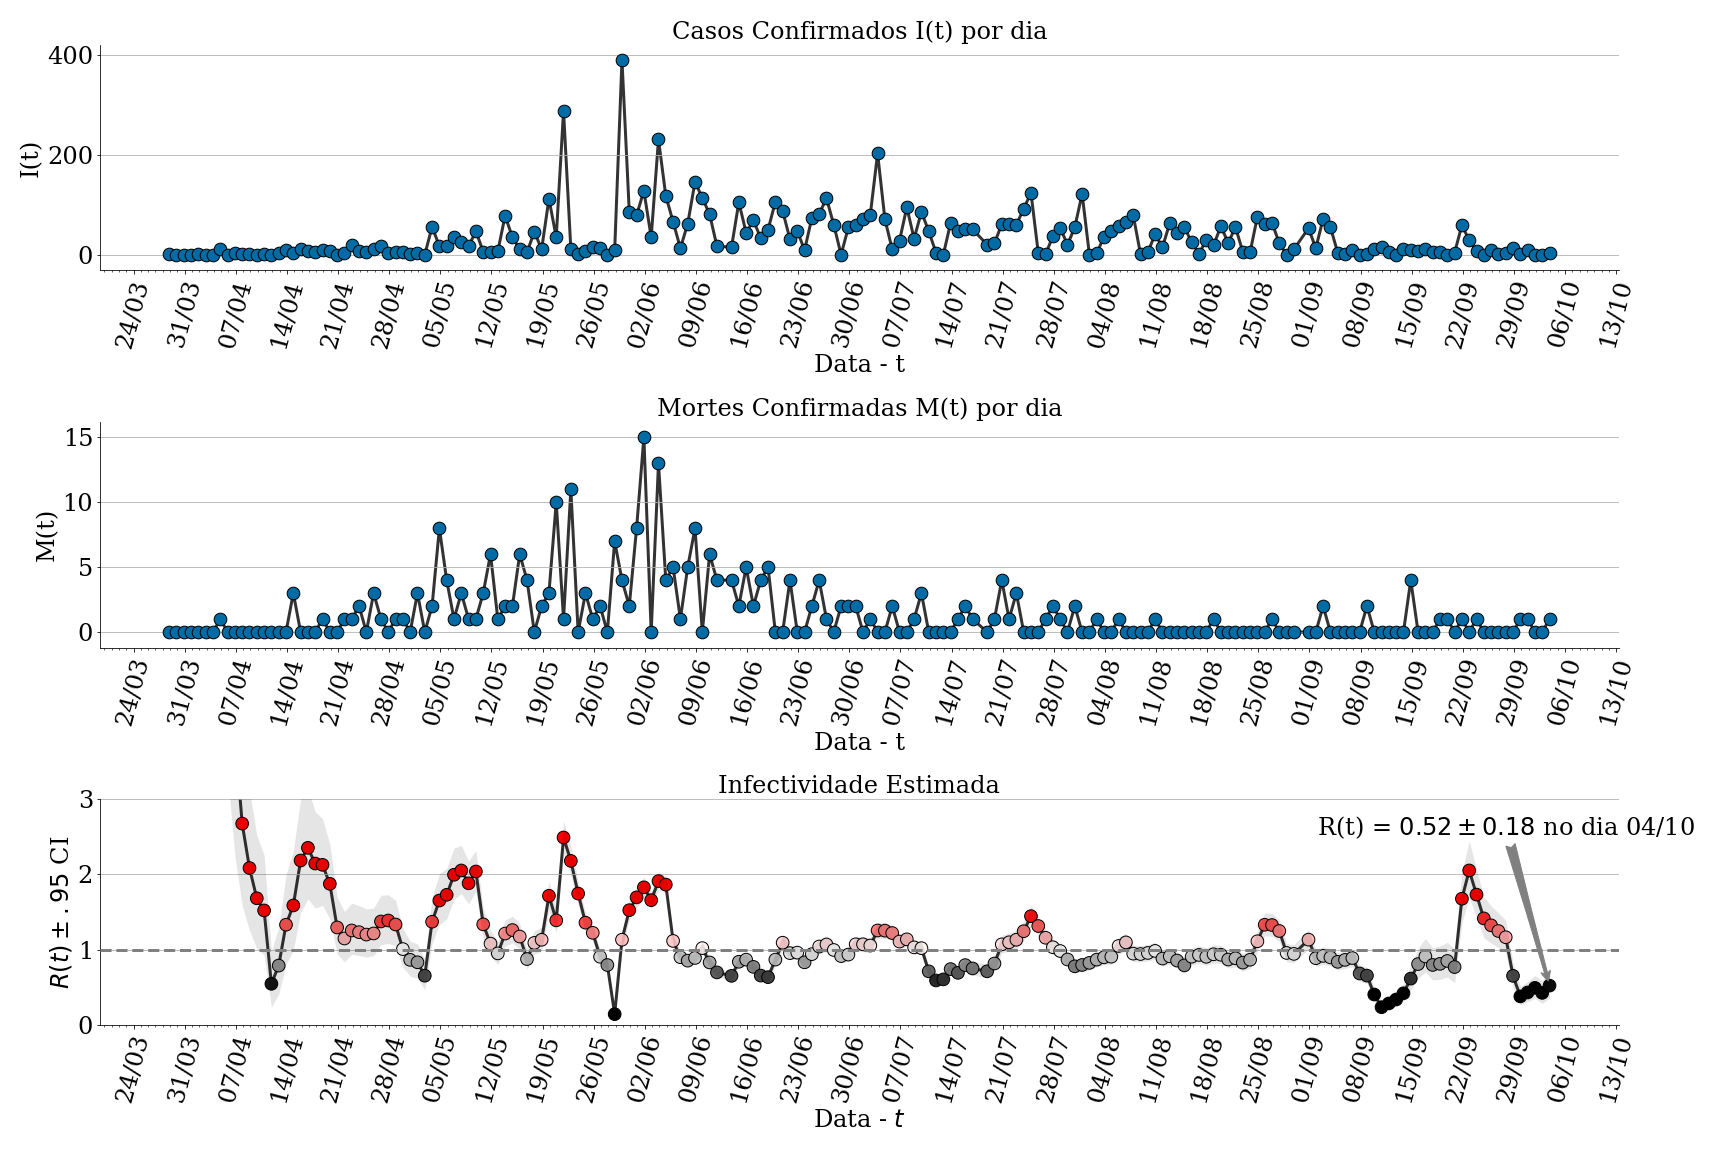 Casos Confirmados I(t) por dia
400
200
0
I(t)
24/03 31/03 07/04 14/04 21/04 28/04 05/05 12/05 19/05 26/05 02/06 09/06 16/06 23/06 30/06 07/07 14/07 21/07 28/07 04/08 11/08 18/08 25/08 01/09 08/09 15/09 22/09 29/09 06/10 13/10
Data - t
Mortes Confirmadas M(t) por dia
15
10
5
0
M(t)
24/03 31/03 07/04 14/04 21/04 28/04 05/05 12/05 19/05 26/05 02/06 09/06 16/06 23/06 30/06 07/07 14/07 21/07 28/07 04/08 11/08 18/08 25/08 01/09 08/09 15/09 22/09 29/09 06/10 13/10
Data - t
Infectividade Estimada
3
2
1
0
R(t) ± .95 CI
R(t) = 0.52 ± 0.18 no dia 04/10
24/03 31/03 07/04 14/04 21/04 28/04 05/05 12/05 19/05 26/05 02/06 09/06 16/06 23/06 30/06 07/07 14/07 21/07 28/07 04/08 11/08 18/08 25/08 01/09 08/09 15/09 22/09 29/09 06/10 13/10
Data - t